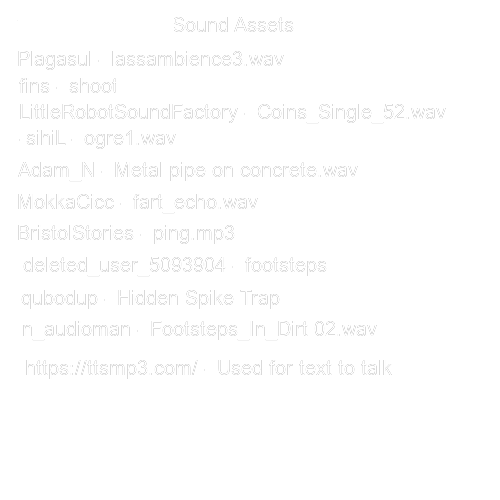 Sound Assets
Plagasul - lassambience3.wav
fins - shoot
LittleRobotSoundFactory - Coins_Single_52.wav
-sihiL - ogre1.wav
Adam_N - Metal pipe on concrete.wav
MokkaCicc - fart_echo.wav
BristolStories - ping.mp3
deleted_user_5093904 - footsteps
qubodup - Hidden Spike Trap
n_audioman - Footsteps_In_Dirt 02.wav
https://ttsmp3.com/ - Used for text to talk